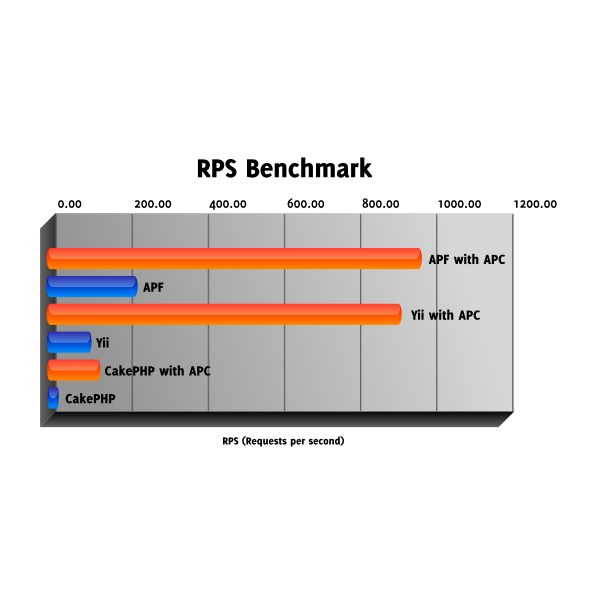 RPS Benchmark
0.00 200.00 400.00 600.00 800.00 1000.00 1200.00
APF with APC
APF
Yii with APC
Yii
CakePHP with APC
CakePHP
RPS (Requests per second)